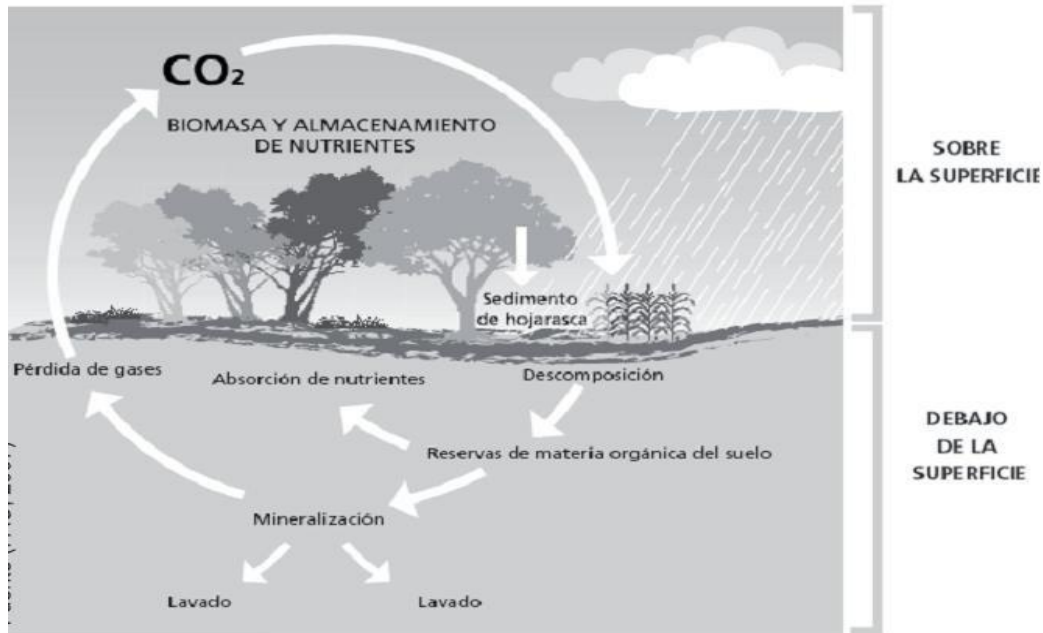 CO₂
BIOMASA Y ALMACENAMIENTO
DE NUTRIENTES
SOBRE
LA SUPERFICIE
Sedimento
de hojarasca
Pérdida de gases
Absorción de nutrientes
Descomposición
Reservas de materia orgánica del suelo
DEBAJO
DE LA
SUPERFICIE
Mineralización
Lavado
Lavado